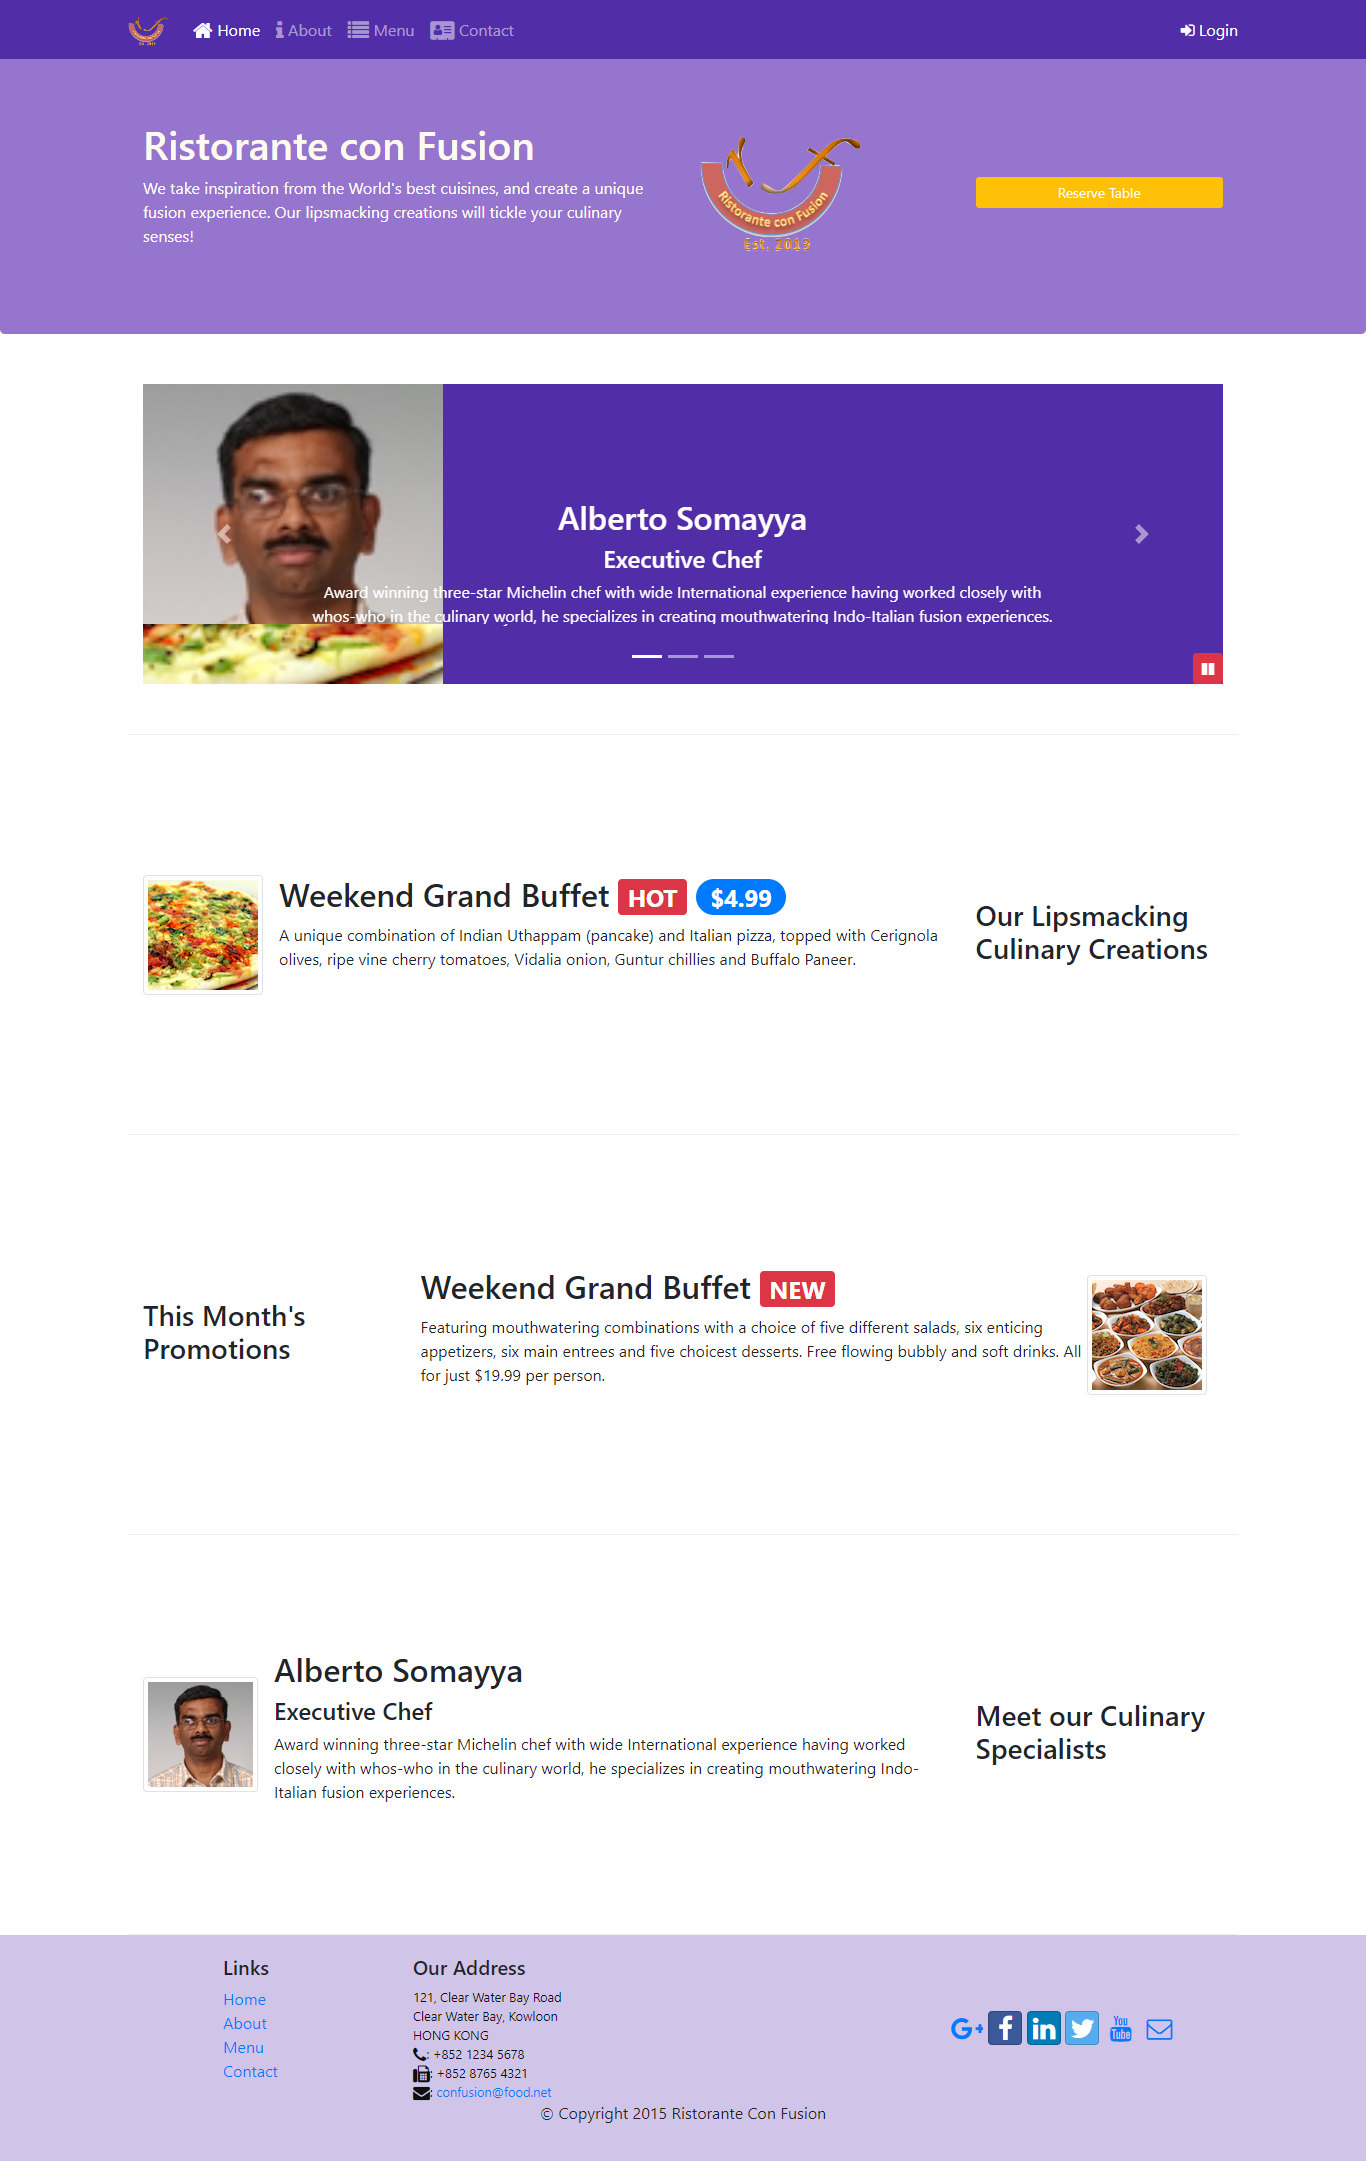 Home About Menu Contact Login
Ristorante con Fusion
We take inspiration from the World's best cuisines, and create a unique
fusion experience. Our lipsmacking creations will tickle your culinary
senses!
Ristorante con Fusion
Est. 2013
Reserve Table
Alberto Somayya
Executive Chef
Award winning three-star Michelin chef with wide International experience having worked closely with
whos-who in the culinary world, he specializes in creating mouthwatering Indo-Italian fusion experiences.
Weekend Grand Buffet HOT $4.99
A unique combination of Indian Uthappam (pancake) and Italian pizza, topped with Cerignola
olives, ripe vine cherry tomatoes, Vidalia onion, Guntur chillies and Buffalo Paneer.
Our Lipsmacking
Culinary Creations
This Month's
Promotions
Weekend Grand Buffet NEW
Featuring mouthwatering combinations with a choice of five different salads, six enticing
appetizers, six main entrees and five choicest desserts. Free flowing bubbly and soft drinks. All
for just $19.99 per person.
Alberto Somayya
Executive Chef
Award winning three-star Michelin chef with wide International experience having worked
closely with whos-who in the culinary world, he specializes in creating mouthwatering Indo-
Italian fusion experiences.
Meet our Culinary
Specialists
Links
Home
About
Menu
Contact
Our Address
121, Clear Water Bay Road
Clear Water Bay, Kowloon
HONG KONG
: +852 1234 5678
: +852 8765 4321
: confusion@food.net
G+ f in You Tube
© Copyright 2015 Ristorante Con Fusion